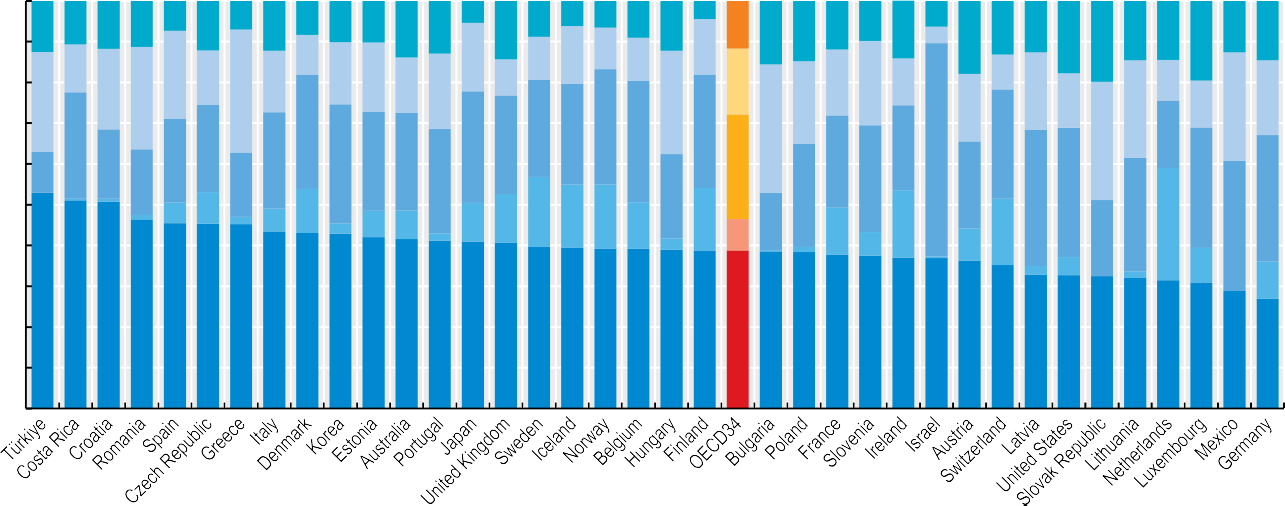 Türkiye
Costa Rica
Croatia
Romania
Spain
Czech Republic
Greece
Italy
Denmark
Korea
Estonia
Australia
Portugal
Japan
United Kingdom
Sweden
Iceland
Norway
Belgium
Hungary
Finland
OECD34
Bulgaria
Poland
France
Slovenia
Ireland
Israel
Austria
Switzerland
Latvia
United States
Slovak Republic
Lithuania
Netherlands
Luxembourg
Mexico
Germany